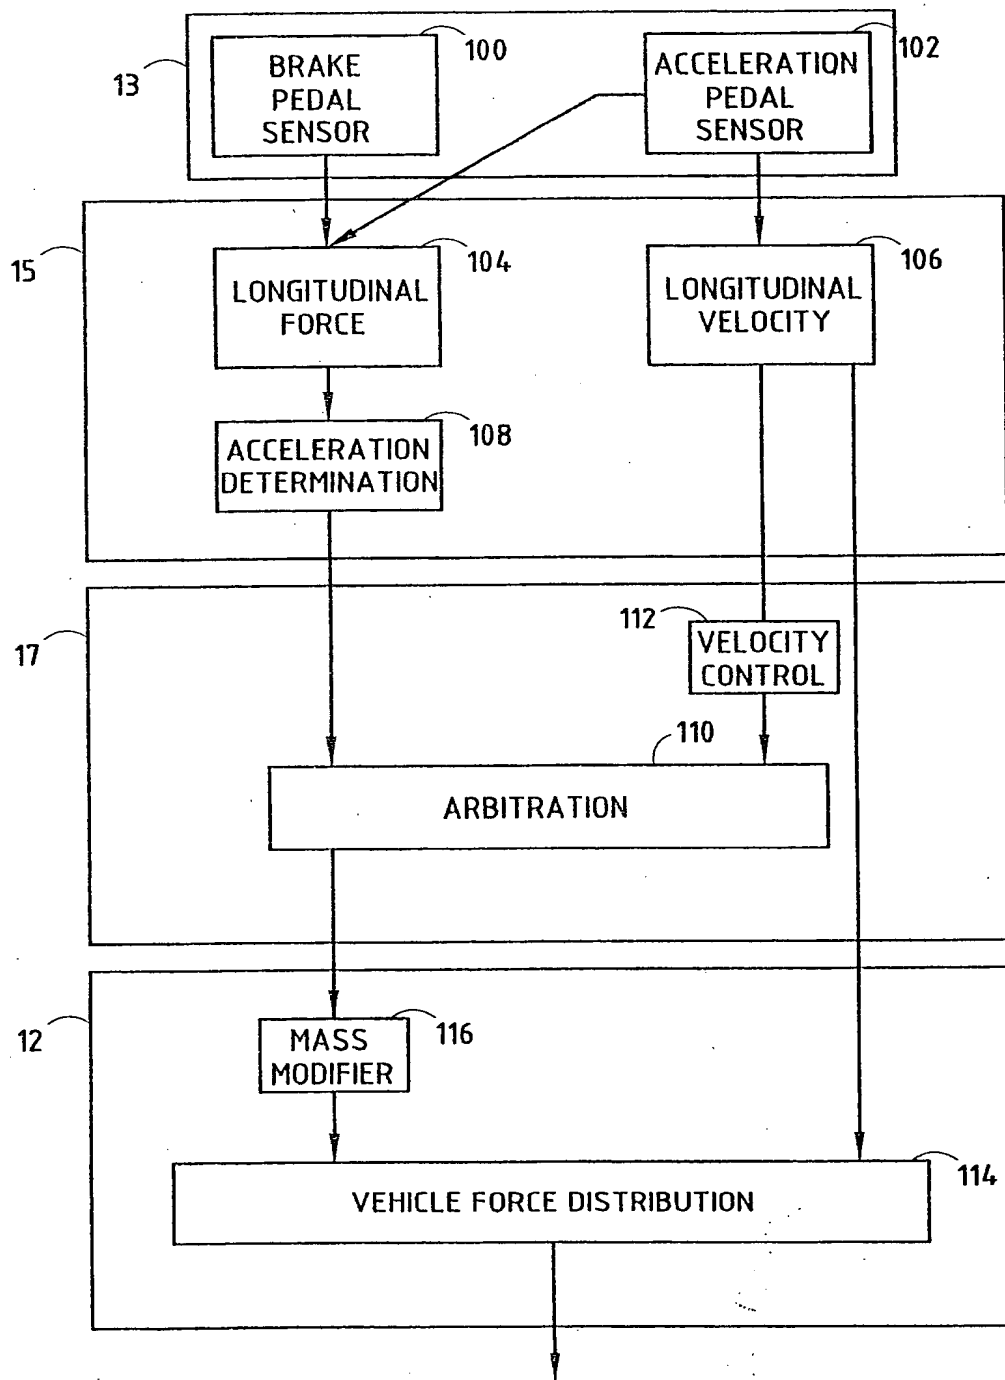 100
102
13
BRAKE
PEDAL
SENSOR
ACCELERATION
PEDAL
SENSOR
15
104
106
LONGITUDINAL
FORCE
LONGITUDINAL
VELOCITY
108
ACCELERATION
DETERMINATION
17
112
VELOCITY
CONTROL
110
ARBITRATION
12
116
MASS
MODIFIER
114
VEHICLE FORCE DISTRIBUTION